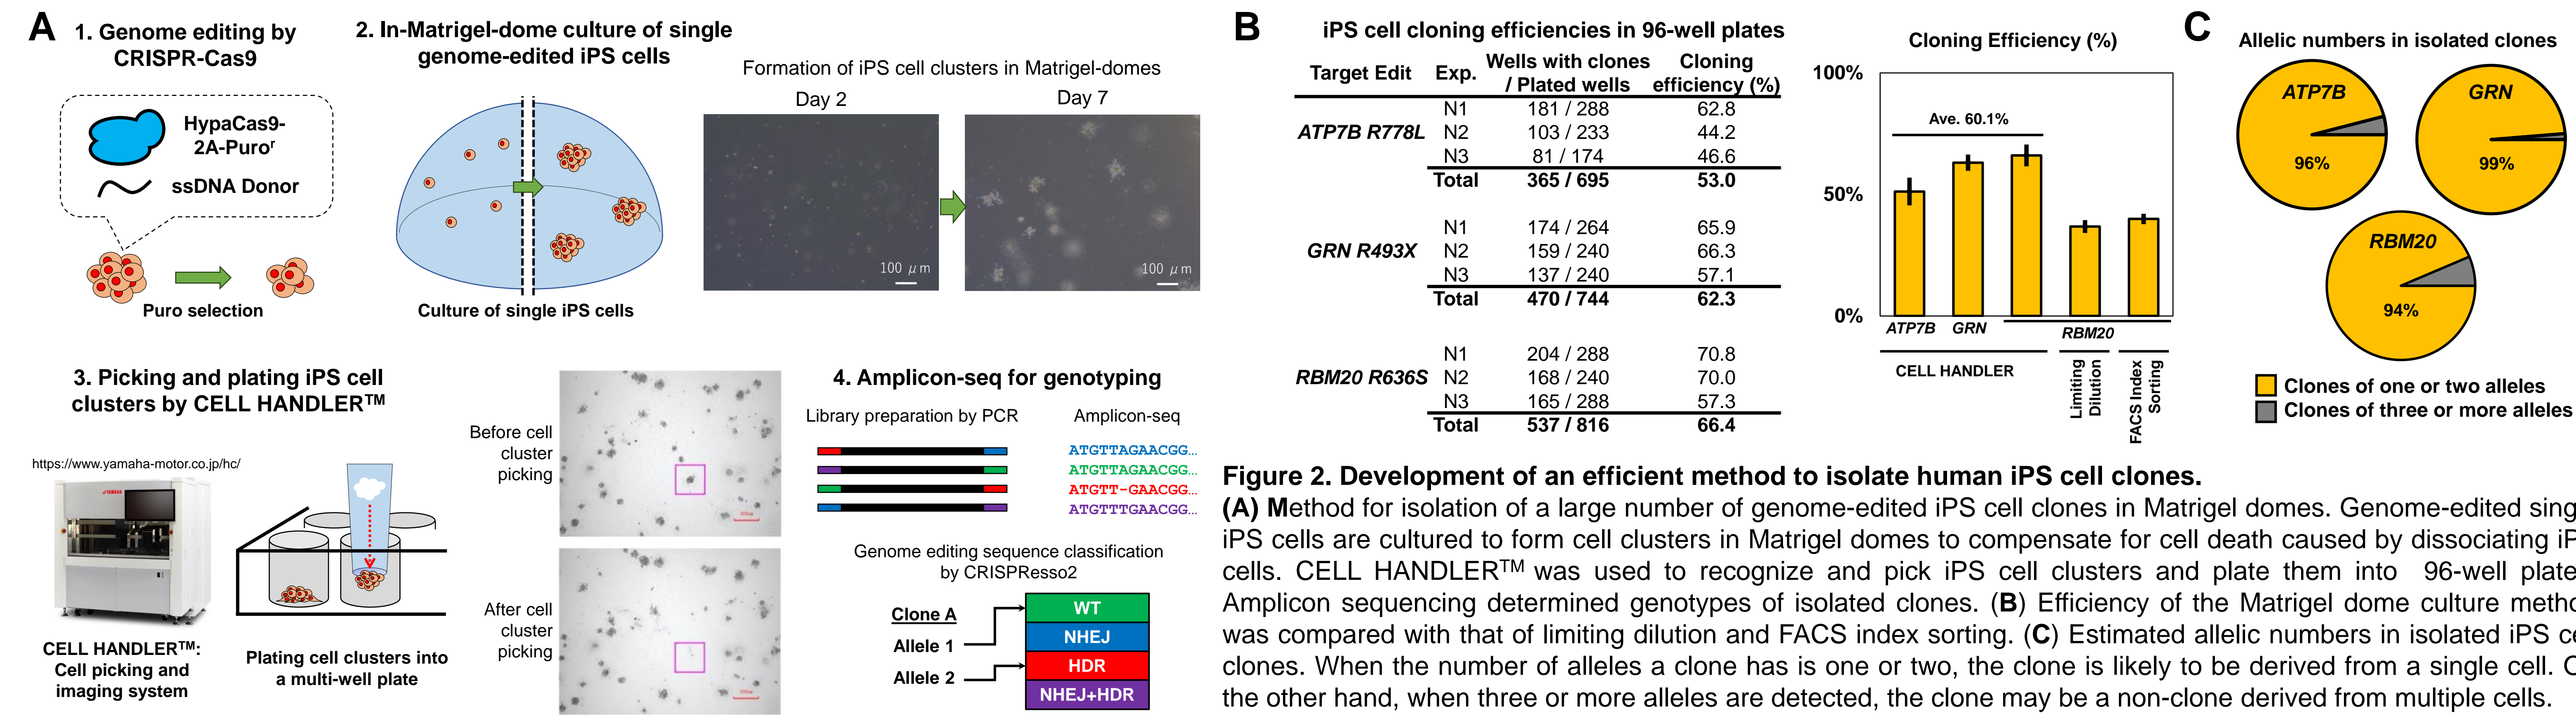 A
1. Genome editing by
CRISPR-Cas9
HypaCas9-
2A-Puroʳ
ssDNA Donor
Puro selection
2. In-Matrigel-dome culture of single
genome-edited iPS cells
Culture of single iPS cells
Formation of iPS cell clusters in Matrigel-domes
Day 2
Day 7
100 μm
100 μm
3. Picking and plating iPS cell
clusters by CELL HANDLER™
https://www.yamaha-motor.co.jp/hc/
YAMAHA
CELL HANDLER™:
Cell picking and
imaging system
Plating cell clusters into
a multi-well plate
Before cell
cluster
picking
After cell
cluster
picking
4. Amplicon-seq for genotyping
Library preparation by PCR
Amplicon-seq
ATGTTAGAACGG...
ATGTTAGAACGG...
ATGTT-GAACGG...
ATGTTTGAACGG...
Genome editing sequence classification
by CRISPResso2
Clone A
Allele 1
Allele 2
WT
NHEJ
HDR
NHEJ+HDR
B
iPS cell cloning efficiencies in 96-well plates
Target Edit Exp. Wells with clones / Plated wells Cloning efficiency (%)
ATP7B R778L
N1 181 / 288 62.8
N2 103 / 233 44.2
N3 81 / 174 46.6
Total 365 / 695 53.0
GRN R493X
N1 174 / 264 65.9
N2 159 / 240 66.3
N3 137 / 240 57.1
Total 470 / 744 62.3
RBM20 R636S
N1 204 / 288 70.8
N2 168 / 240 70.0
N3 165 / 288 57.3
Total 537 / 816 66.4
Cloning Efficiency (%)
100%
50%
0%
Ave. 60.1%
ATP7B GRN RBM20
CELL HANDLER
Limiting
Dilution
FACS Index
Sorting
C
Allelic numbers in isolated clones
ATP7B
96%
GRN
99%
RBM20
94%
Clones of one or two alleles
Clones of three or more alleles
Figure 2. Development of an efficient method to isolate human iPS cell clones.
(A) Method for isolation of a large number of genome-edited iPS cell clones in Matrigel domes. Genome-edited sing
iPS cells are cultured to form cell clusters in Matrigel domes to compensate for cell death caused by dissociating iP
cells. CELL HANDLER™ was used to recognize and pick iPS cell clusters and plate them into 96-well plate
Amplicon sequencing determined genotypes of isolated clones. (B) Efficiency of the Matrigel dome culture metho
was compared with that of limiting dilution and FACS index sorting. (C) Estimated allelic numbers in isolated iPS ce
clones. When the number of alleles a clone has is one or two, the clone is likely to be derived from a single cell. O
the other hand, when three or more alleles are detected, the clone may be a non-clone derived from multiple cells.